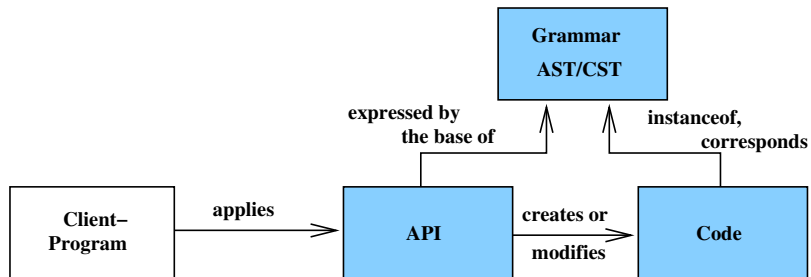 Grammar
AST/CST
expressed by
the base of
instanceof,
corresponds
Client–
Program
applies
API
creates or
modifies
Code